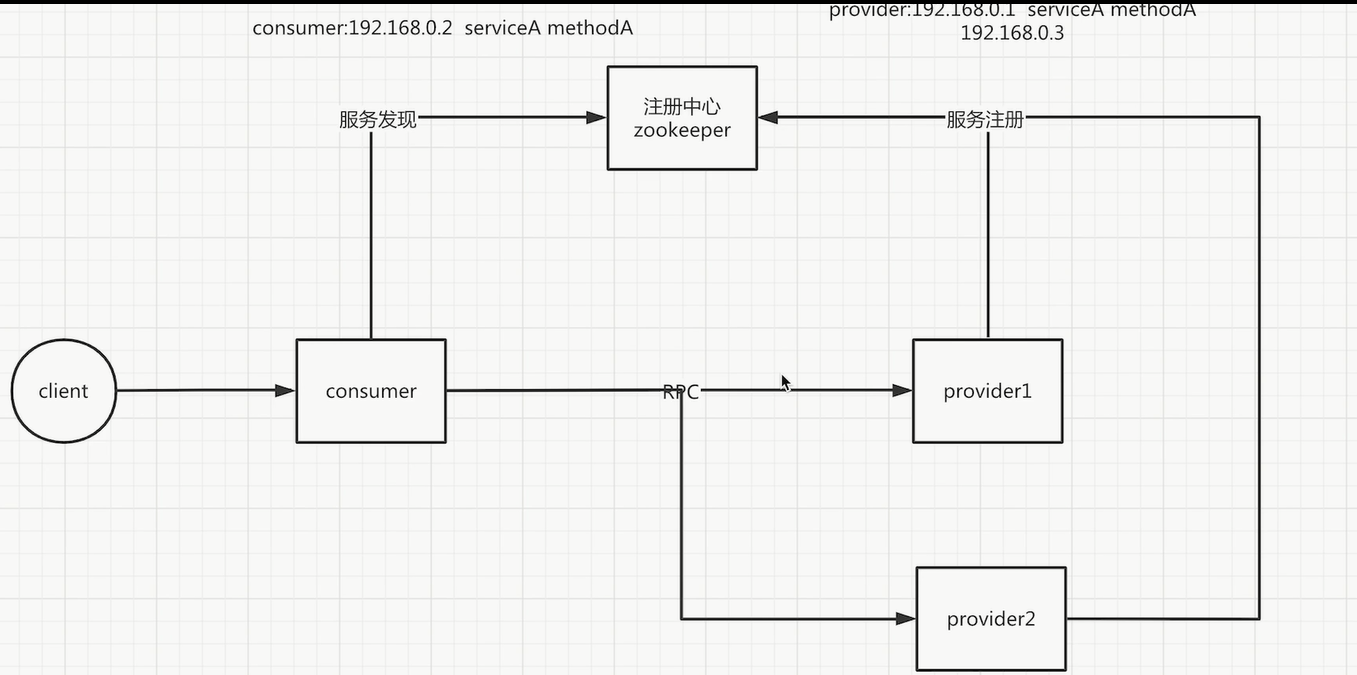 provider:192.168.0.1 serviceA methodA
consumer:192.168.0.2 serviceA methodA
192.168.0.3
注册中心
zookeeper
服务发现
服务注册
client
consumer
RPC
provider1
provider2